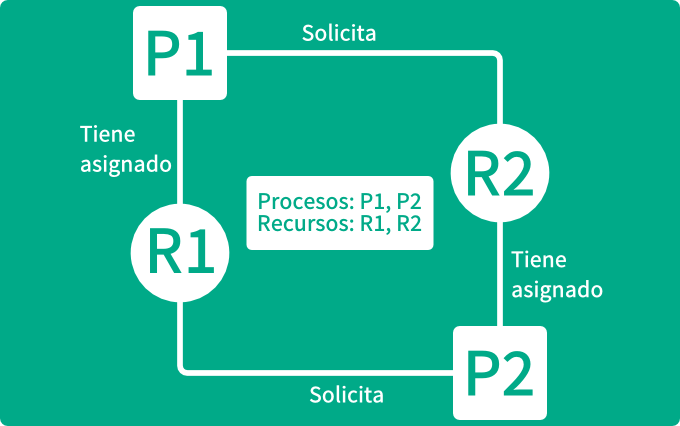 P1
Solicita
Tiene
asignado
R2
Procesos: P1, P2
Recursos: R1, R2
R1
Tiene
asignado
P2
Solicita